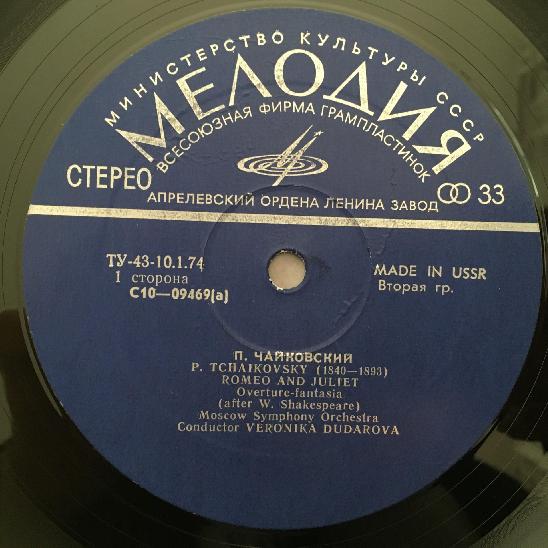 МИНИСТЕРСТВО КУЛЬТУРЫ СССР
МЕЛОДИЯ
ВСЕСОЮЗНАЯ ФИРМА ГРАМПЛАСТИНОК
СТЕРЕО
33
АПРЕЛЕВСКИЙ ОРДЕНА ЛЕНИНА ЗАВОД
ТУ-43-10.1.74
1 сторона
С10—09469(а)
MADE IN USSR
Вторая гр.
П. ЧАЙКОВСКИЙ
P. TCHAIKOVSKY (1840—1893)
ROMEO AND JULIET
Overture-fantasia
(after W. Shakespeare)
Moscow Symphony Orchestra
Conductor VERONIKA DUDAROVA